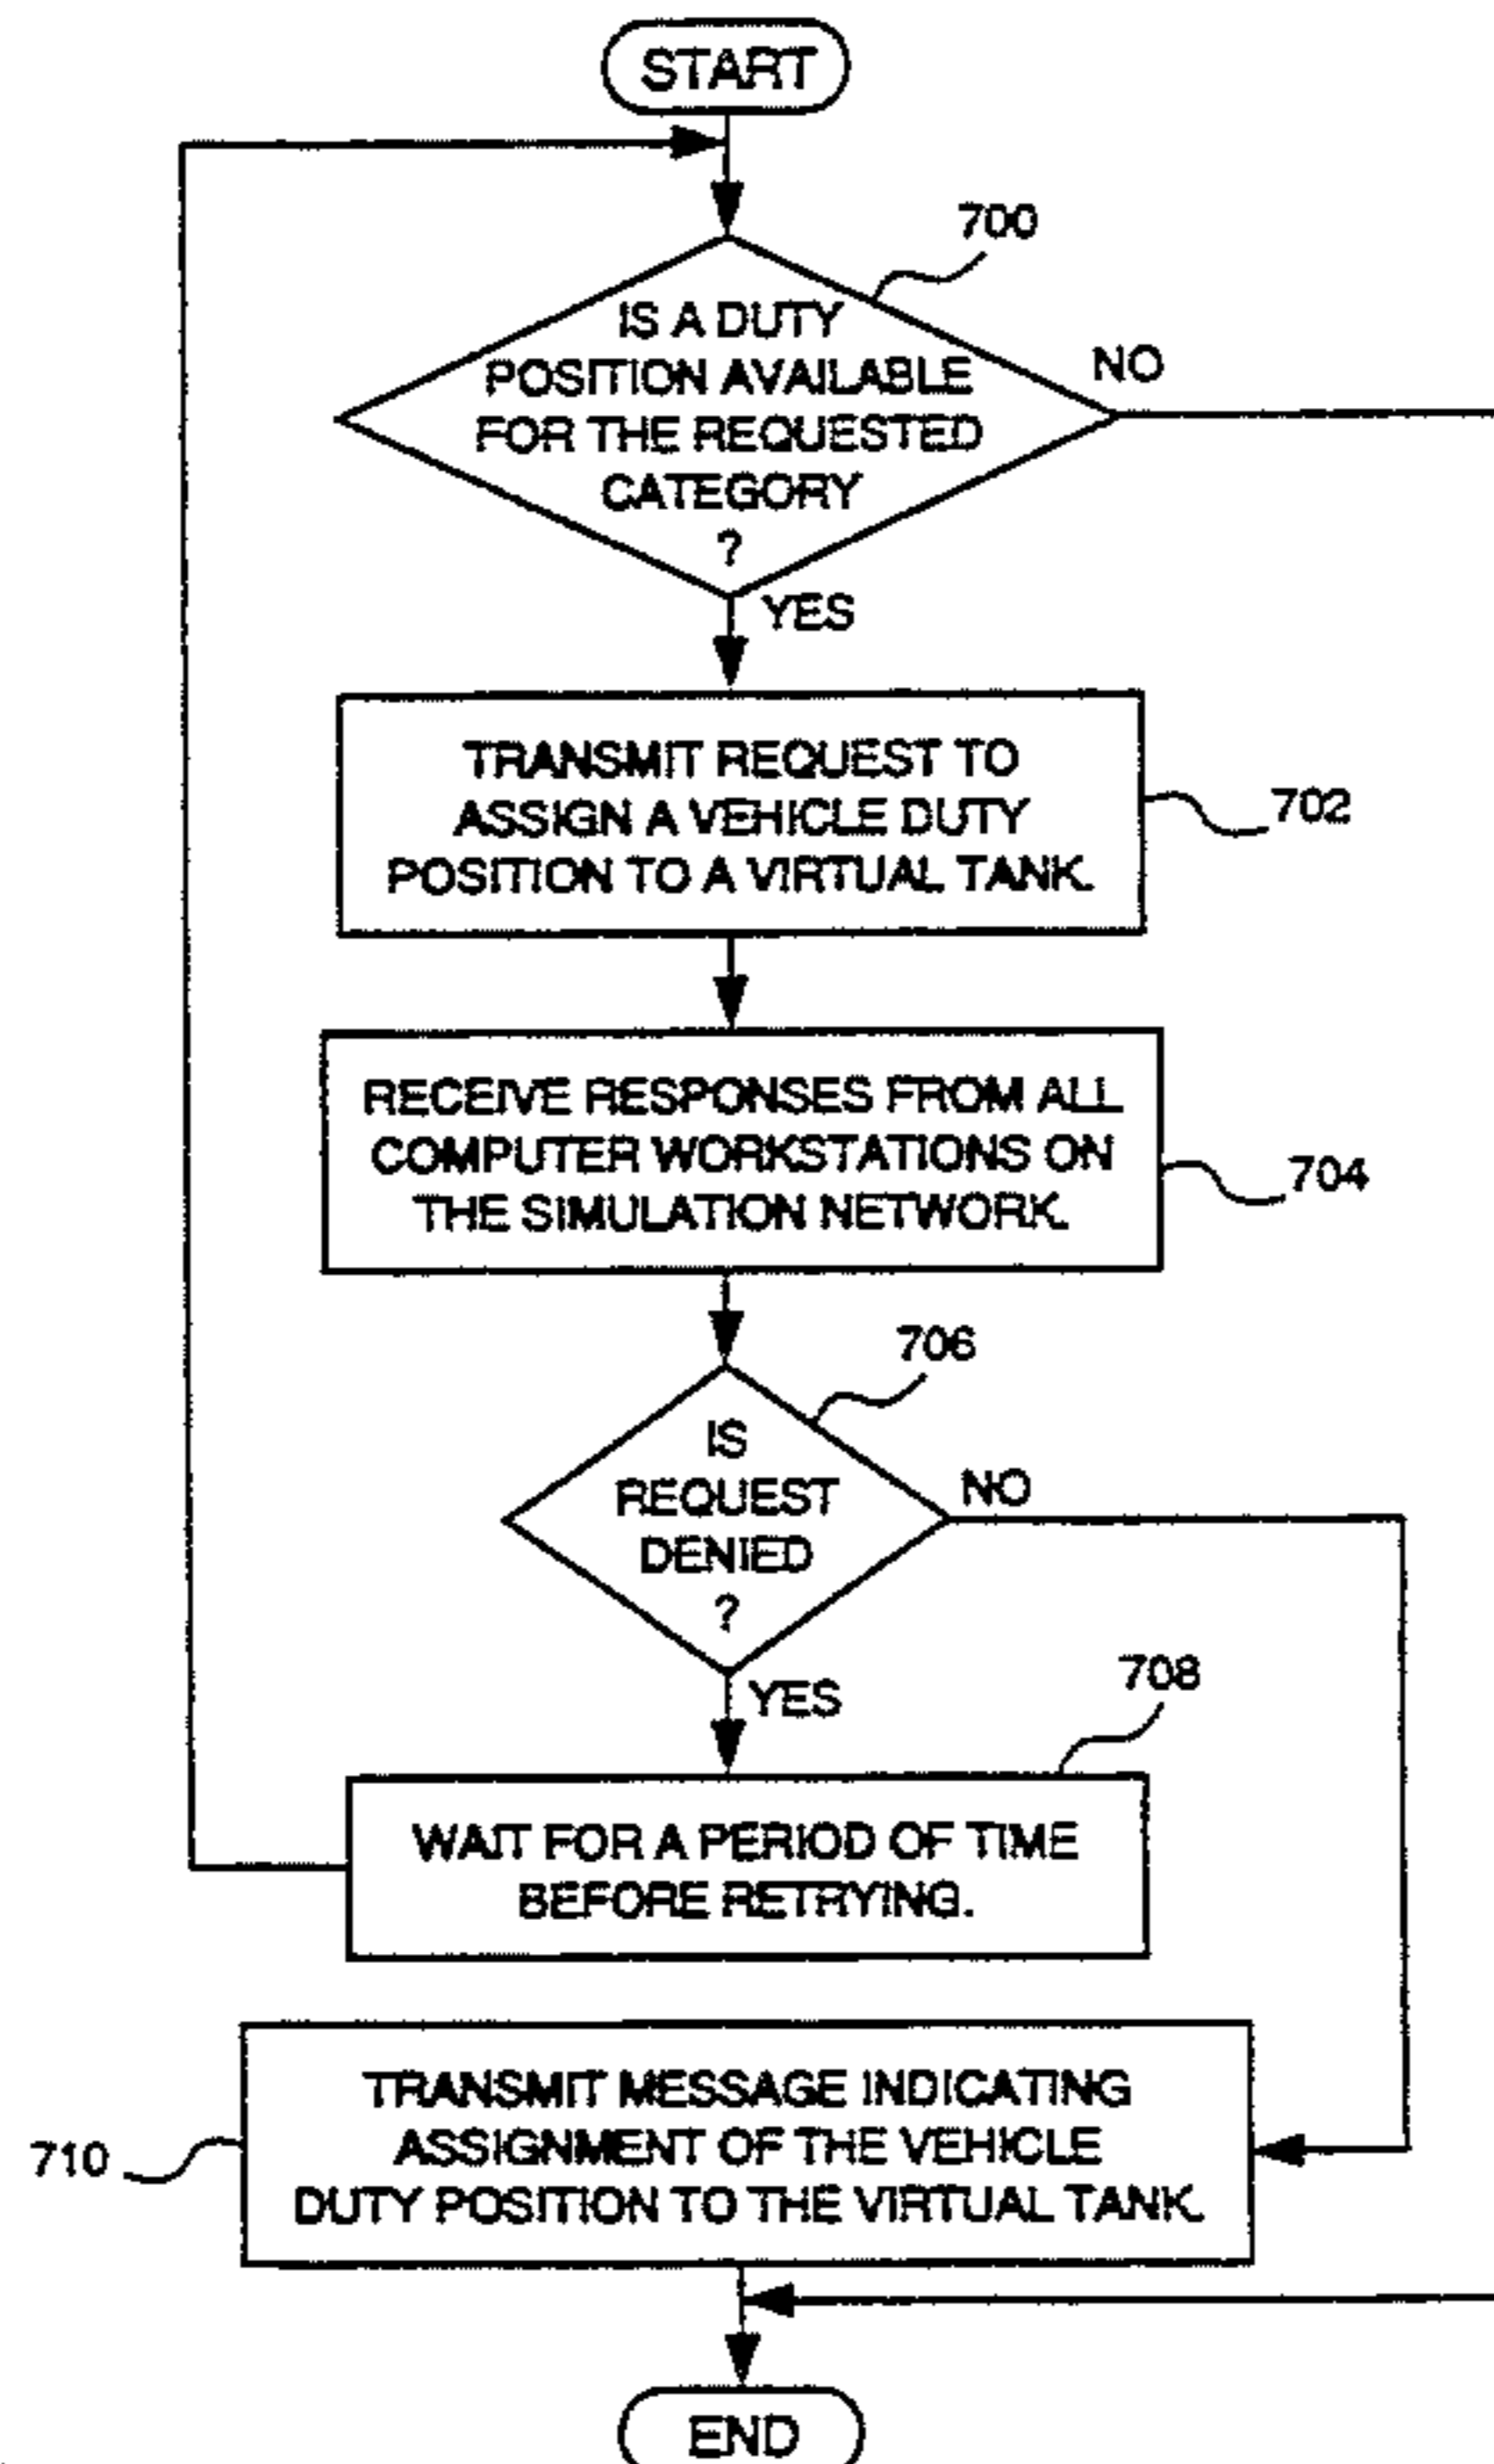 START
700
IS A DUTY
POSITION AVAILABLE
FOR THE REQUESTED
CATEGORY
?
NO
YES
TRANSMIT REQUEST TO
ASSIGN A VEHICLE DUTY
POSITION TO A VIRTUAL TANK.
702
RECEIVE RESPONSES FROM ALL
COMPUTER WORKSTATIONS ON
THE SIMULATION NETWORK.
704
706
IS
REQUEST
DENIED
?
NO
YES
708
WAIT FOR A PERIOD OF TIME
BEFORE RETRYING.
TRANSMIT MESSAGE INDICATING
ASSIGNMENT OF THE VEHICLE
DUTY POSITION TO THE VIRTUAL TANK.
710
END